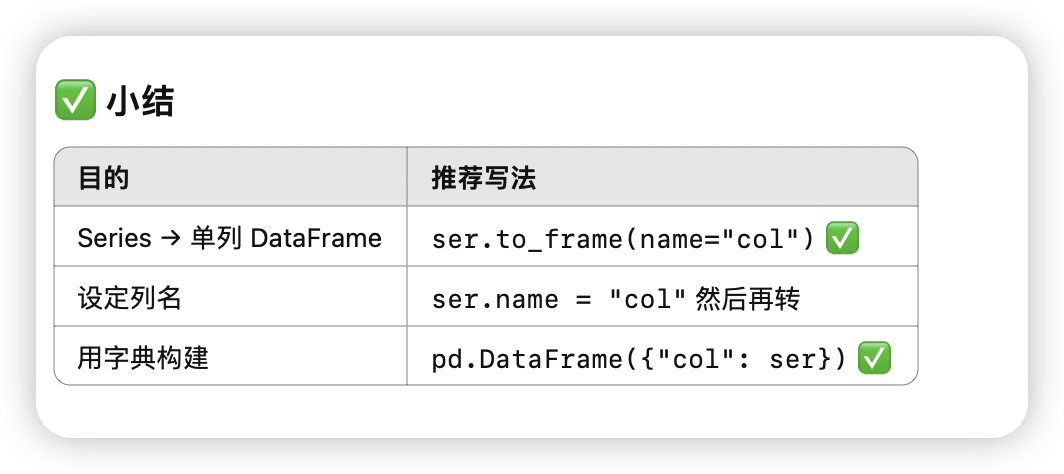 ✅ 小结
目的 推荐写法
Series → 单列 DataFrame ser.to_frame(name="col") ✅
设定列名 ser.name = "col" 然后再转
用字典构建 pd.DataFrame({"col": ser}) ✅